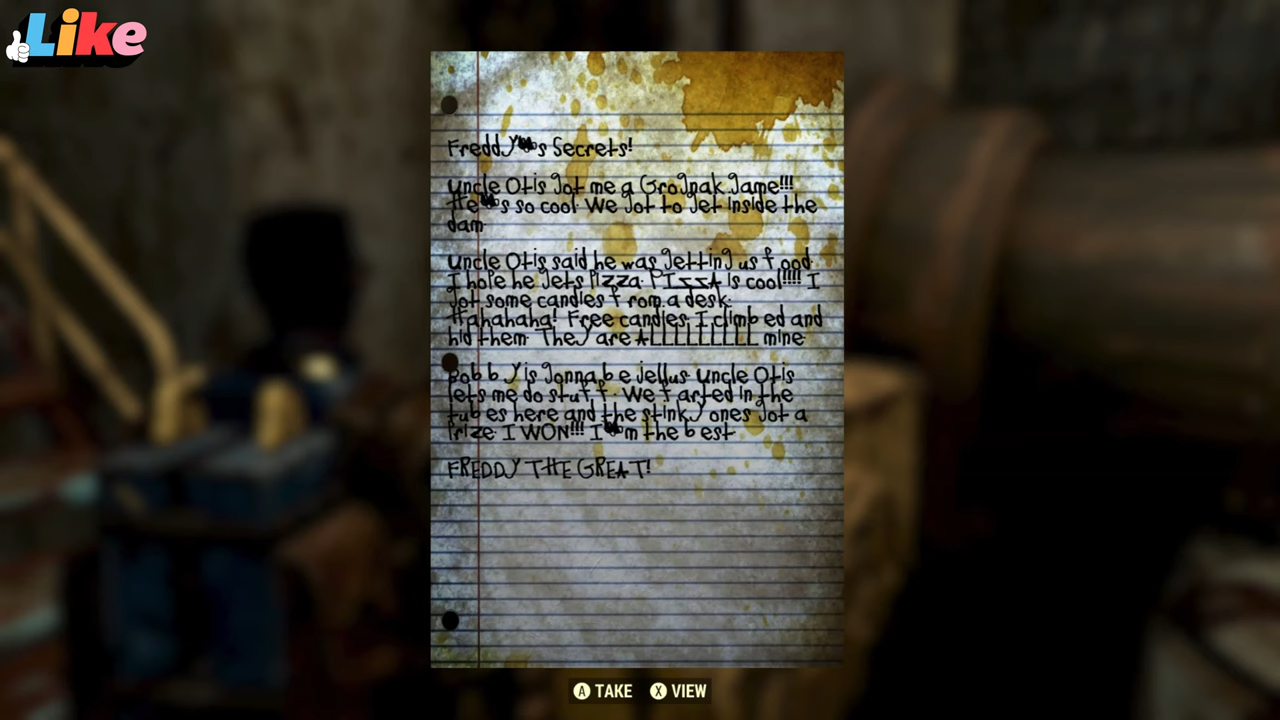 Like
Freddy's Secrets!
Uncle Otis got me a Grognak game!!!
He's so cool. We got to get inside the
dam.
Uncle Otis said he was getting us food.
I hope he gets pizza. PIZZA is cool!!!! I
got some candies from a desk.
Hahahaha! Free candies. I climbed and
hid them. They are ALLLLLLLLL mine.
Bobby is gonna be jellus. Uncle Otis
lets me do stuff. We farted in the
tubes here and the stinky ones got a
prize. I WON!!! I'm the best.
FREDDY THE GREAT!
A TAKE X VIEW